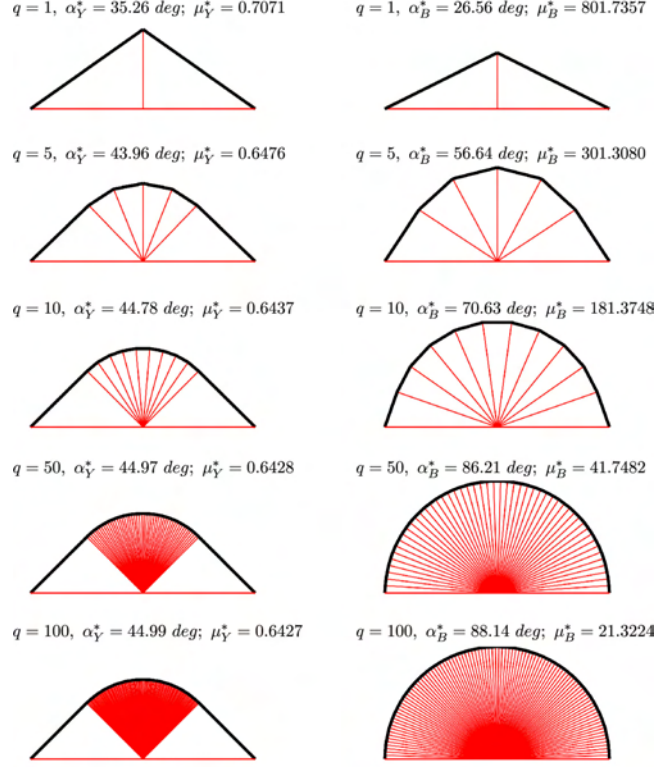 q = 1, α*_Y = 35.26 deg; μ*_Y = 0.7071
q = 1, α*_B = 26.56 deg; μ*_B = 801.7357
q = 5, α*_Y = 43.96 deg; μ*_Y = 0.6476
q = 5, α*_B = 56.64 deg; μ*_B = 301.3080
q = 10, α*_Y = 44.78 deg; μ*_Y = 0.6437
q = 10, α*_B = 70.63 deg; μ*_B = 181.3748
q = 50, α*_Y = 44.97 deg; μ*_Y = 0.6428
q = 50, α*_B = 86.21 deg; μ*_B = 41.7482
q = 100, α*_Y = 44.99 deg; μ*_Y = 0.6427
q = 100, α*_B = 88.14 deg; μ*_B = 21.3224